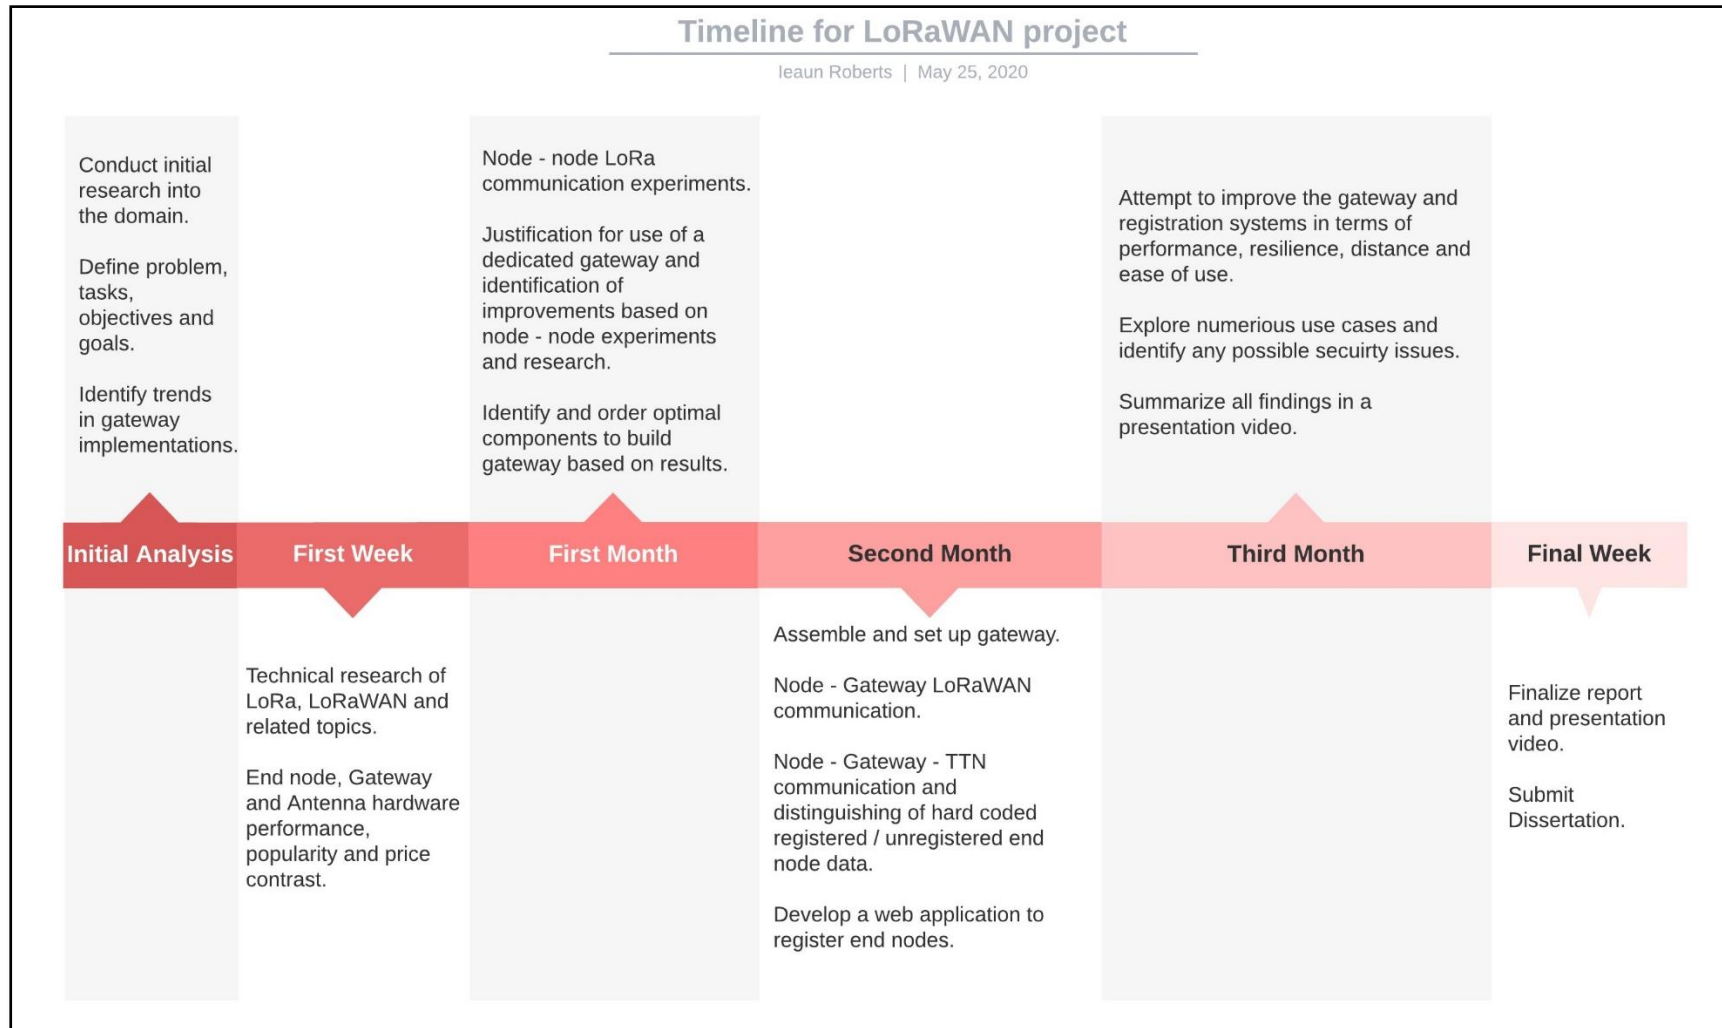 Timeline for LoRaWAN project
Ieaun Roberts | May 25, 2020
Conduct initial
research into
the domain.
Define problem,
tasks,
objectives and
goals.
Identify trends
in gateway
implementations.
Node - node LoRa
communication experiments.
Justification for use of a
dedicated gateway and
identification of
improvements based on
node - node experiments
and research.
Identify and order optimal
components to build
gateway based on results.
Attempt to improve the gateway and
registration systems in terms of
performance, resilience, distance and
ease of use.
Explore numerious use cases and
identify any possible secuirty issues.
Summarize all findings in a
presentation video.
Initial Analysis
First Week
First Month
Second Month
Third Month
Final Week
Technical research of
LoRa, LoRaWAN and
related topics.
End node, Gateway
and Antenna hardware
performance,
popularity and price
contrast.
Assemble and set up gateway.
Node - Gateway LoRaWAN
communication.
Node - Gateway - TTN
communication and
distinguishing of hard coded
registered / unregistered end
node data.
Develop a web application to
register end nodes.
Finalize report
and presentation
video.
Submit
Dissertation.